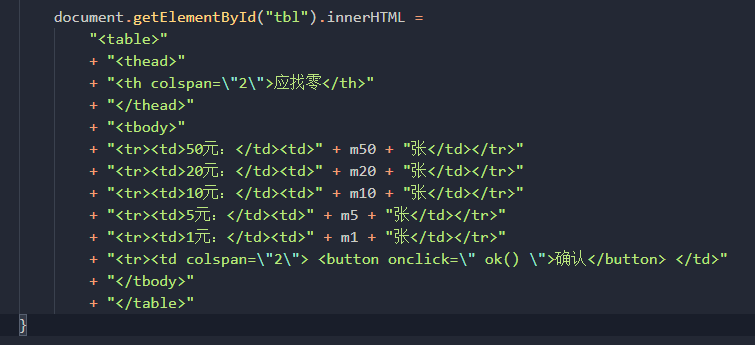 document.getElementById("tbl").innerHTML =
"<table>"
+ "<thead>"
+ "<th colspan=\"2\">应找零</th>"
+ "</thead>"
+ "<tbody>"
+ "<tr><td>50元：</td><td>" + m50 + "张</td></tr>"
+ "<tr><td>20元：</td><td>" + m20 + "张</td></tr>"
+ "<tr><td>10元：</td><td>" + m10 + "张</td></tr>"
+ "<tr><td>5元：</td><td>" + m5 + "张</td></tr>"
+ "<tr><td>1元：</td><td>" + m1 + "张</td></tr>"
+ "<tr><td colspan=\"2\"> <button onclick=\" ok() \">确认</button> </td>"
+ "</tbody>"
+ "</table>"
}